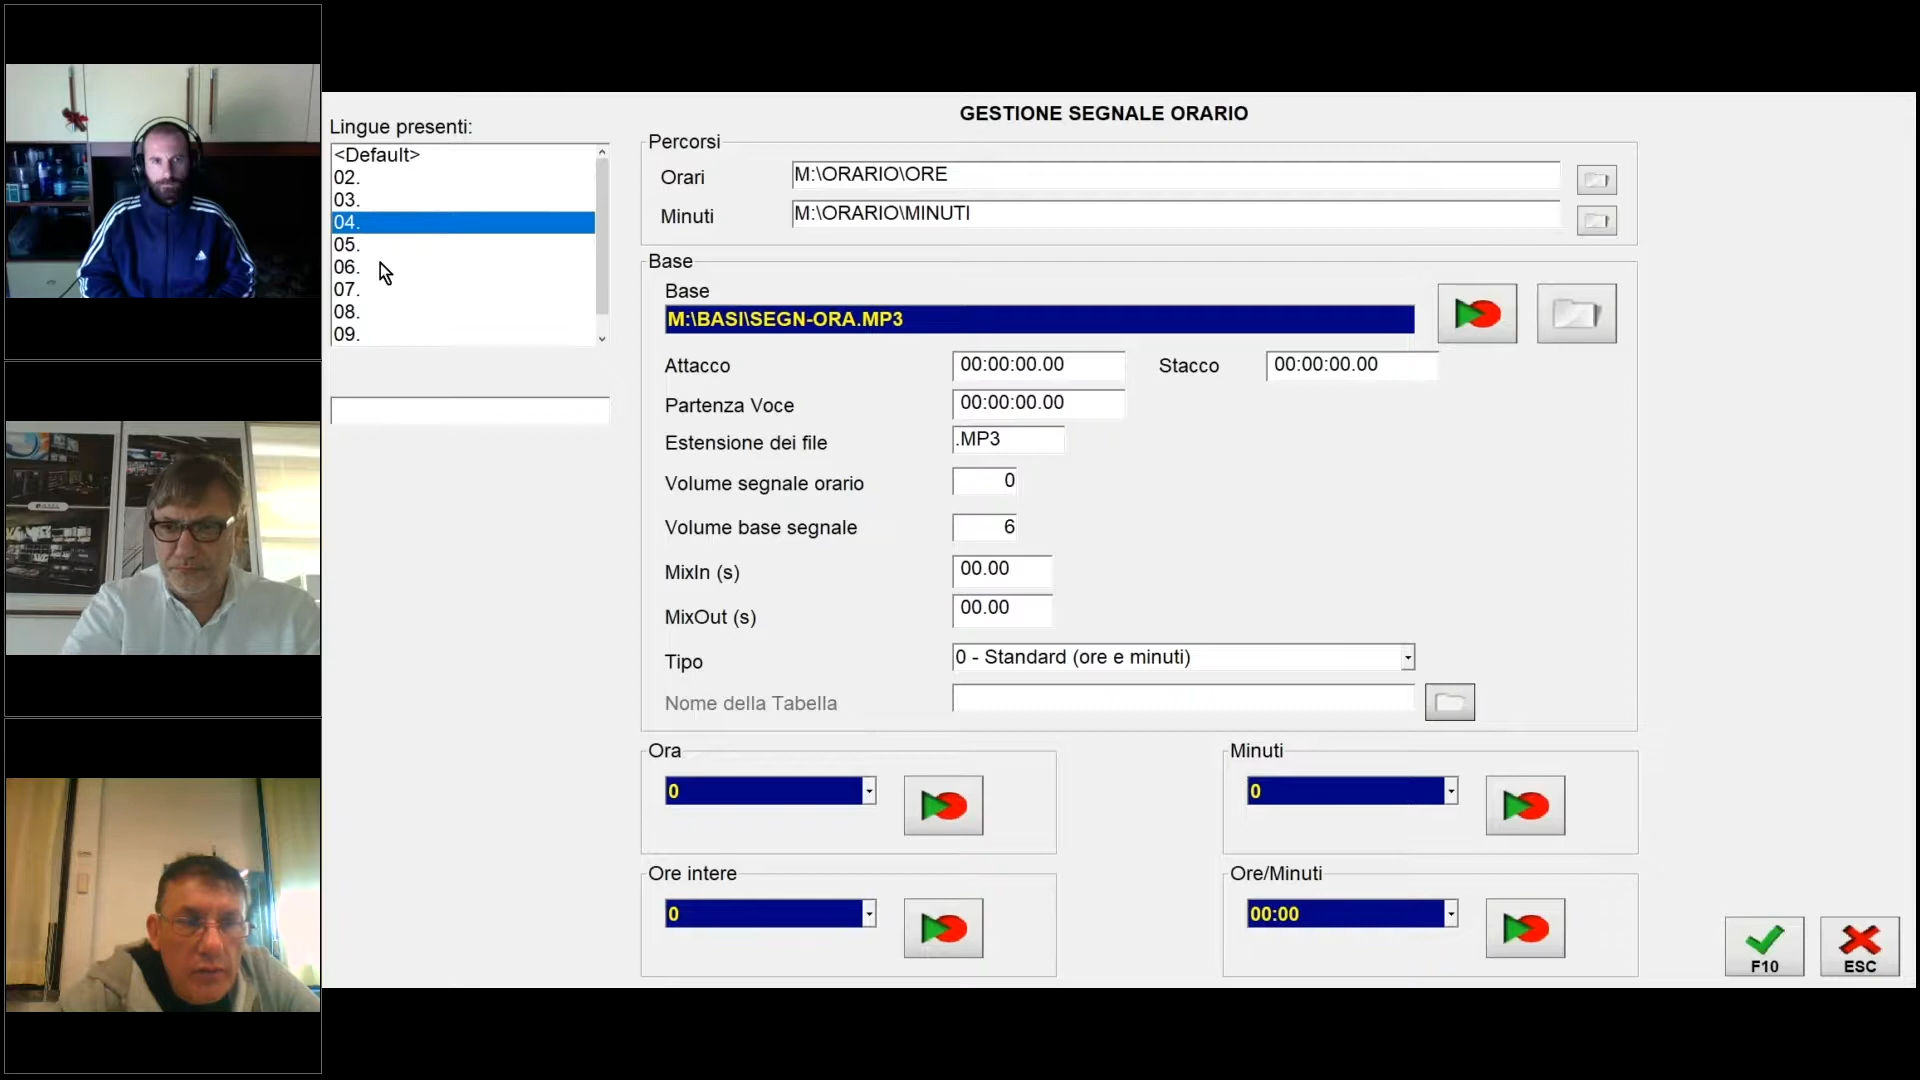 GESTIONE SEGNALE ORARIO
Lingue presenti:
<Default>
02.
03.
04.
05.
06.
07.
08.
09.
Percorsi
Orari M:\ORARIO\ORE
Minuti M:\ORARIO\MINUTI
Base
Base
M:\BASI\SEGN-ORA.MP3
Attacco 00:00:00.00 Stacco 00:00:00.00
Partenza Voce 00:00:00.00
Estensione dei file .MP3
Volume segnale orario 0
Volume base segnale 6
MixIn (s) 00.00
MixOut (s) 00.00
Tipo 0 - Standard (ore e minuti)
Nome della Tabella
Ora
0
Minuti
0
Ore intere
0
Ore/Minuti
00:00
F10
ESC